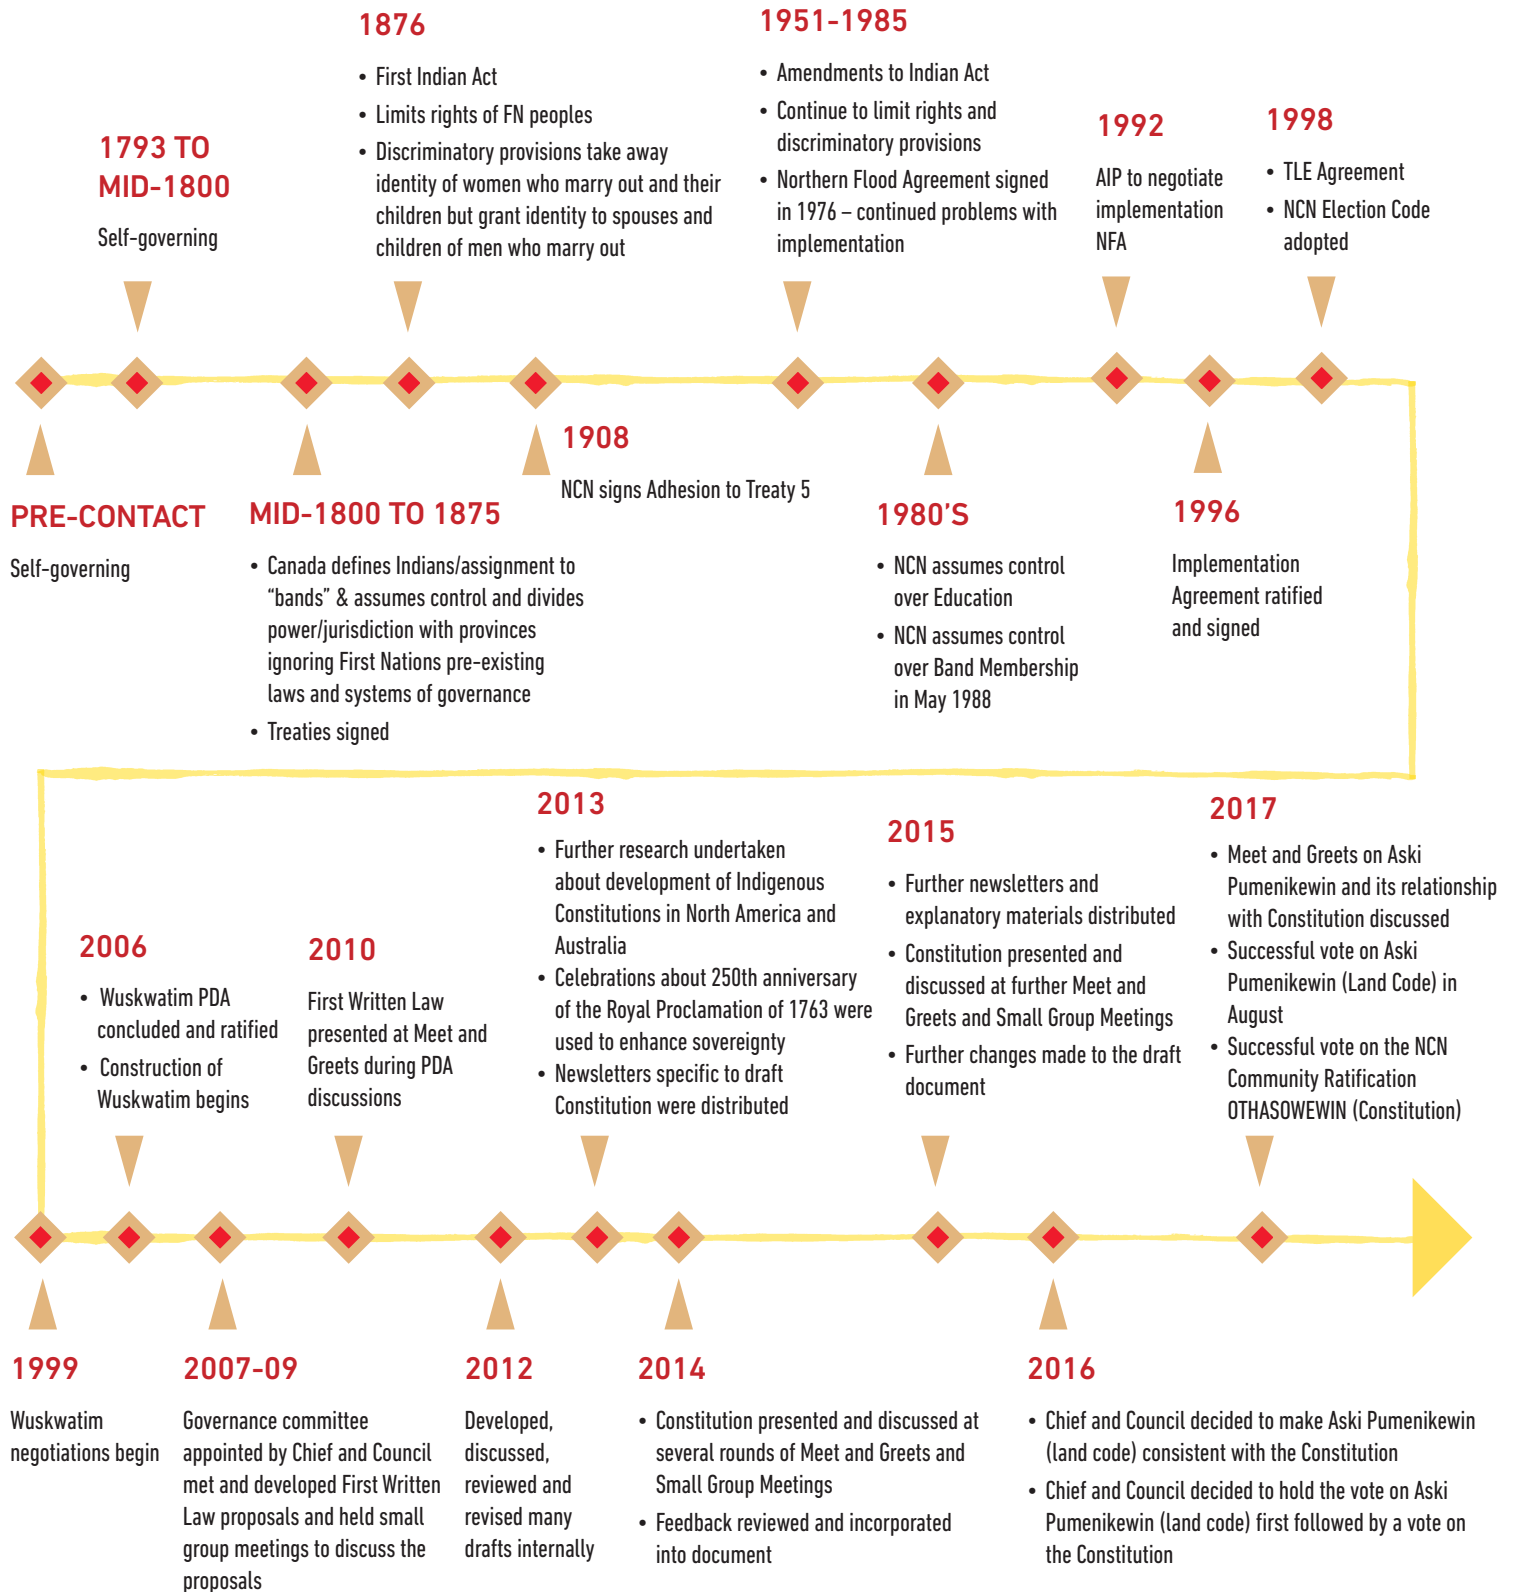 1793 TO
MID-1800
Self-governing
1876
• First Indian Act
• Limits rights of FN peoples
• Discriminatory provisions take away
identity of women who marry out and their
children but grant identity to spouses and
children of men who marry out
1951-1985
• Amendments to Indian Act
• Continue to limit rights and
discriminatory provisions
• Northern Flood Agreement signed
in 1976 – continued problems with
implementation
1992
AIP to negotiate
implementation
NFA
1998
• TLE Agreement
• NCN Election Code
adopted
PRE-CONTACT
Self-governing
MID-1800 TO 1875
• Canada defines Indians/assignment to
“bands” & assumes control and divides
power/jurisdiction with provinces
ignoring First Nations pre-existing
laws and systems of governance
• Treaties signed
1908
NCN signs Adhesion to Treaty 5
1980’S
• NCN assumes control
over Education
• NCN assumes control
over Band Membership
in May 1988
1996
Implementation
Agreement ratified
and signed
2006
• Wuskwatim PDA
concluded and ratified
• Construction of
Wuskwatim begins
2010
First Written Law
presented at Meet and
Greets during PDA
discussions
2013
• Further research undertaken
about development of Indigenous
Constitutions in North America and
Australia
• Celebrations about 250th anniversary
of the Royal Proclamation of 1763 were
used to enhance sovereignty
• Newsletters specific to draft
Constitution were distributed
2015
• Further newsletters and
explanatory materials distributed
• Constitution presented and
discussed at further Meet and
Greets and Small Group Meetings
• Further changes made to the draft
document
2017
• Meet and Greets on Aski
Pumenikewin and its relationship
with Constitution discussed
• Successful vote on Aski
Pumenikewin (Land Code) in
August
• Successful vote on the NCN
Community Ratification
OTHASOWEWIN (Constitution)
1999
Wuskwatim
negotiations begin
2007-09
Governance committee
appointed by Chief and Council
met and developed First Written
Law proposals and held small
group meetings to discuss the
proposals
2012
Developed,
discussed,
reviewed and
revised many
drafts internally
2014
• Constitution presented and discussed at
several rounds of Meet and Greets and
Small Group Meetings
• Feedback reviewed and incorporated
into document
2016
• Chief and Council decided to make Aski Pumenikewin
(land code) consistent with the Constitution
• Chief and Council decided to hold the vote on Aski
Pumenikewin (land code) first followed by a vote on
the Constitution